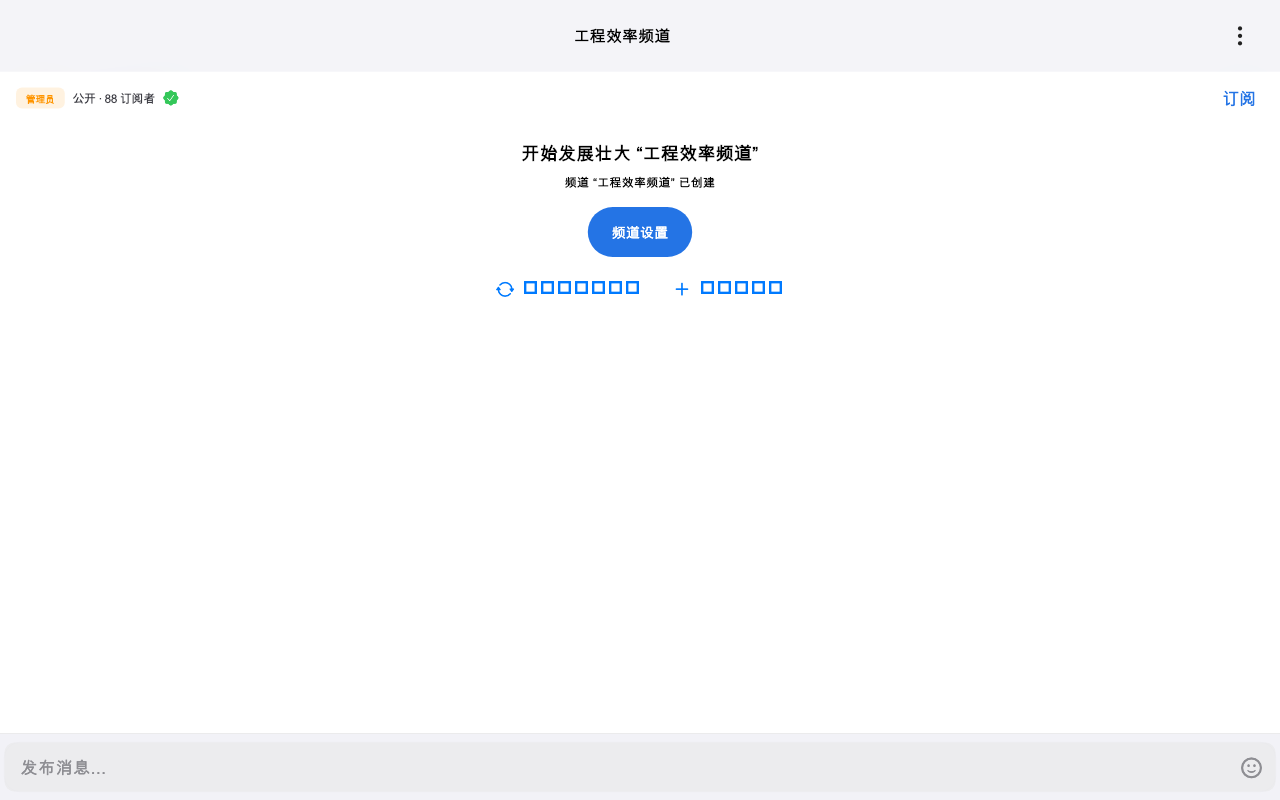 工程效率频道
管理员 公开 · 88 订阅者
订阅
开始发展壮大 “工程效率频道”
频道 “工程效率频道” 已创建
频道设置
发布消息...